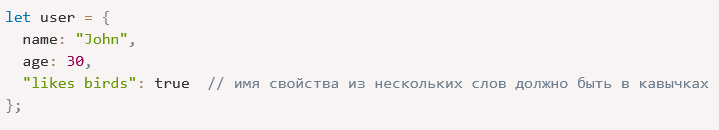 let user = {
  name: "John",
  age: 30,
  "likes birds": true  // имя свойства из нескольких слов должно быть в кавычках
};